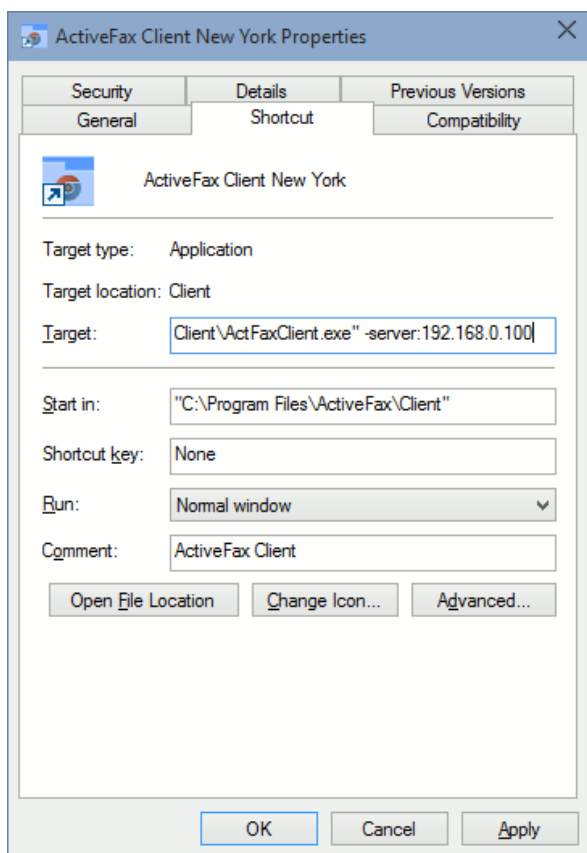 ActiveFax Client New York Properties
Security Details Previous Versions
General Shortcut Compatibility
ActiveFax Client New York
Target type: Application
Target location: Client
Target: Client\ActFaxClient.exe" -server:192.168.0.100
Start in: "C:\Program Files\ActiveFax\Client"
Shortcut key: None
Run: Normal window
Comment: ActiveFax Client
Open File Location Change Icon... Advanced...
OK Cancel Apply